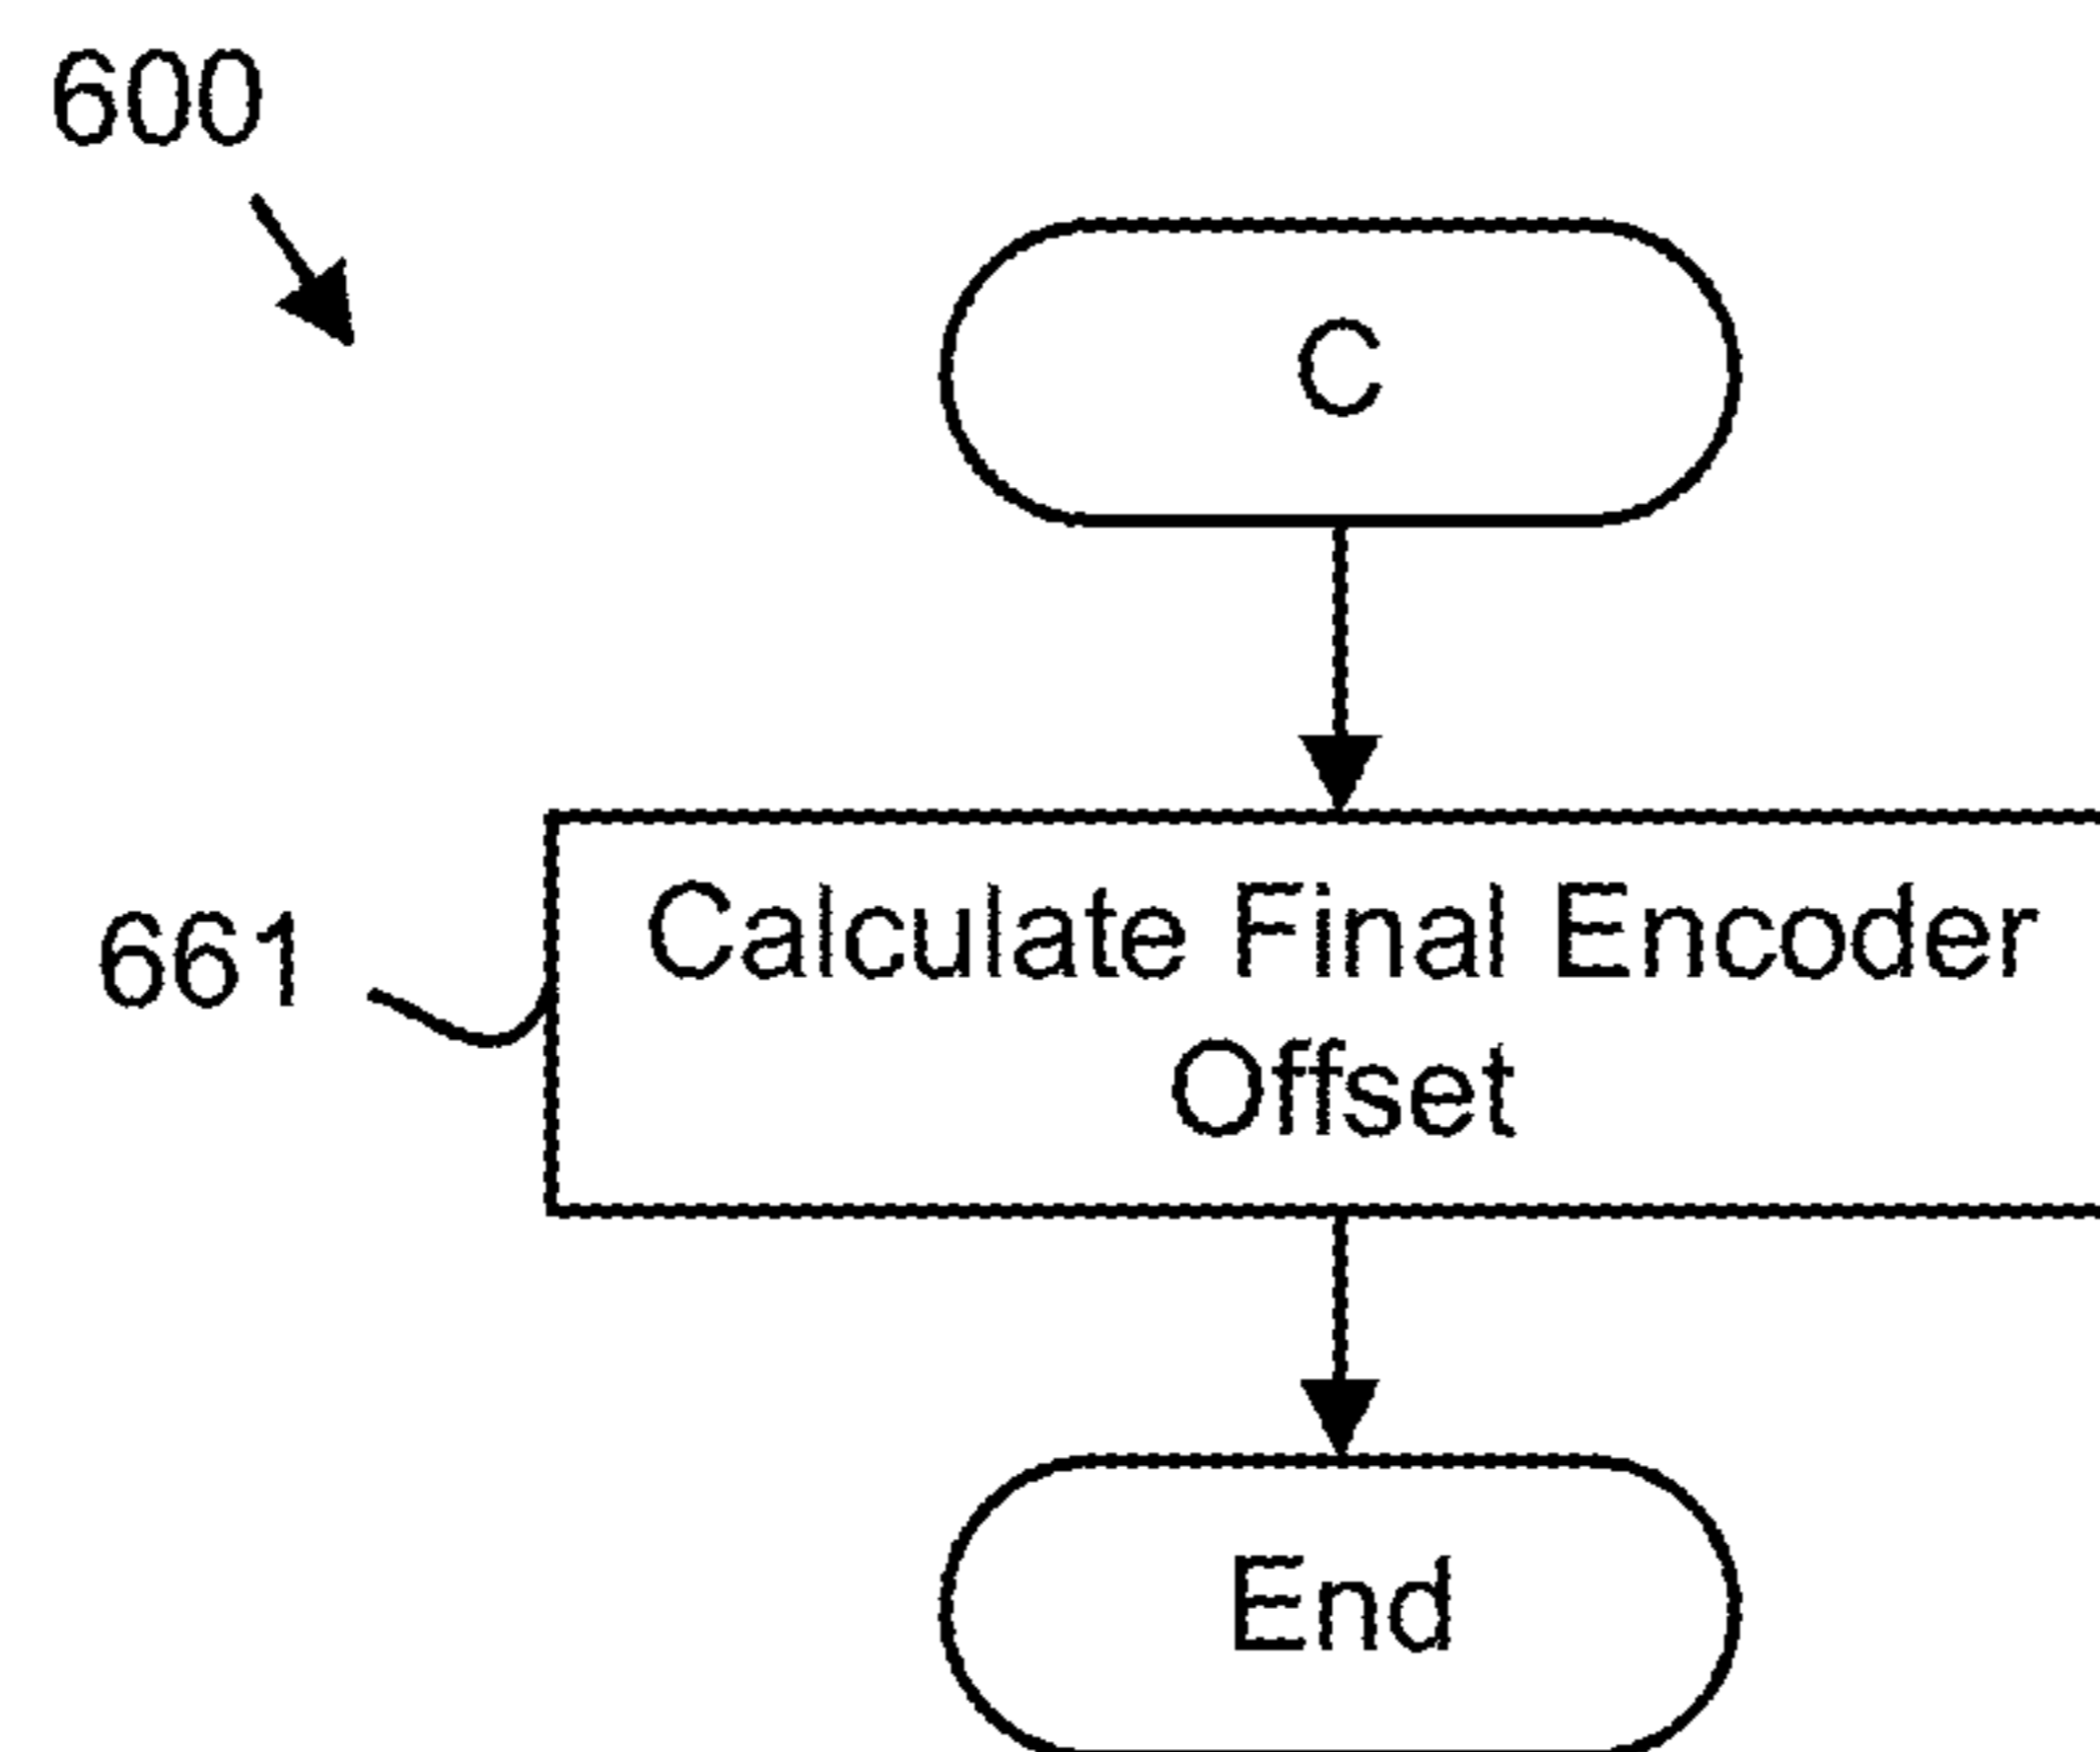 600
C
661
Calculate Final Encoder
Offset
End